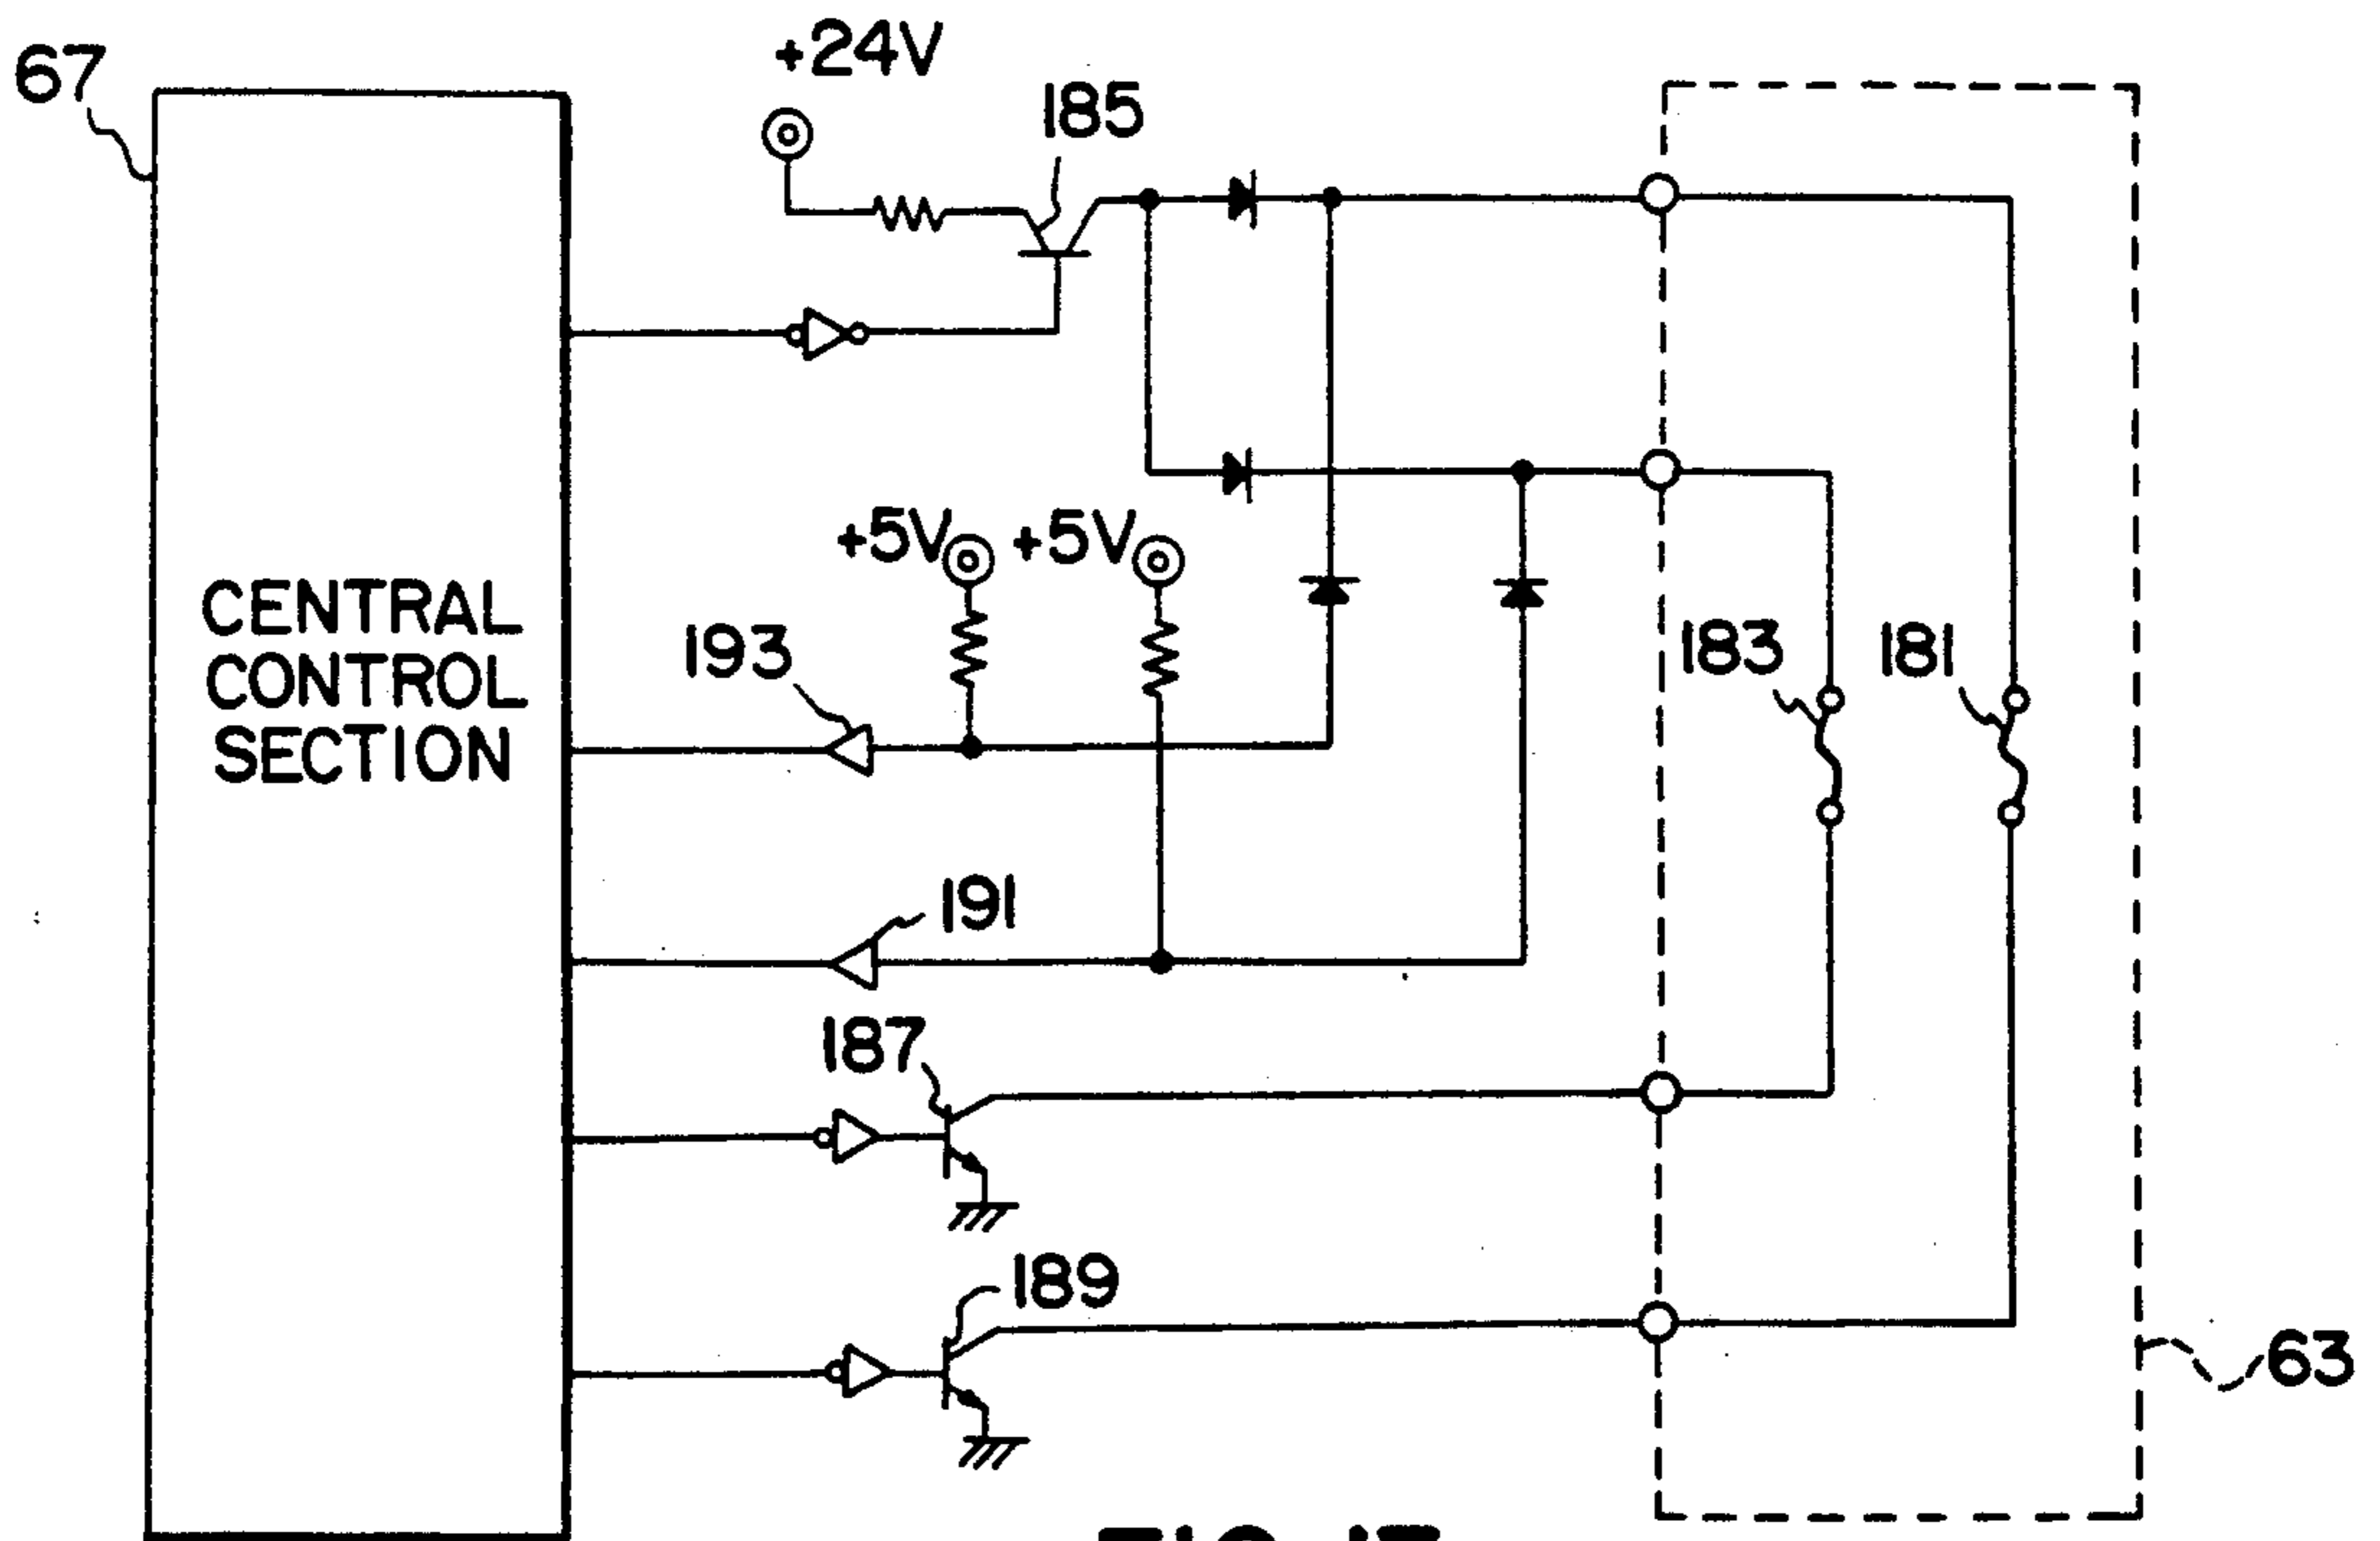 67
+24V
185
+5V
+5V
CENTRAL
CONTROL
SECTION
193
183
181
191
187
189
63